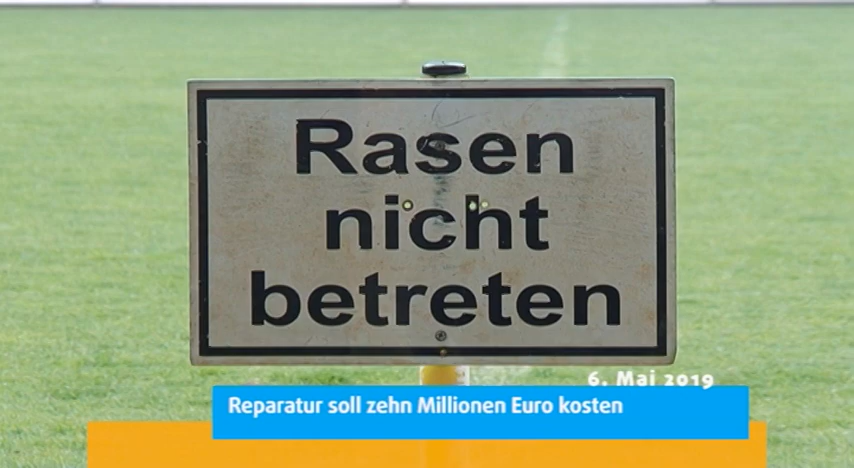 Rasen
nicht
betreten
6. Mai 2019
Reparatur soll zehn Millionen Euro kosten